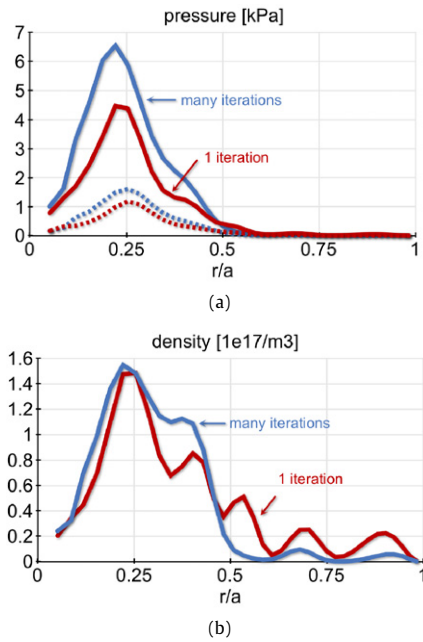 pressure [kPa]
7
6
5
4
3
2
1
0
many iterations
1 iteration
0 0.25 0.5 0.75 1
r/a
(a)
density [1e17/m3]
1.6
1.4
1.2
1
0.8
0.6
0.4
0.2
0
many iterations
1 iteration
0 0.25 0.5 0.75 1
r/a
(b)